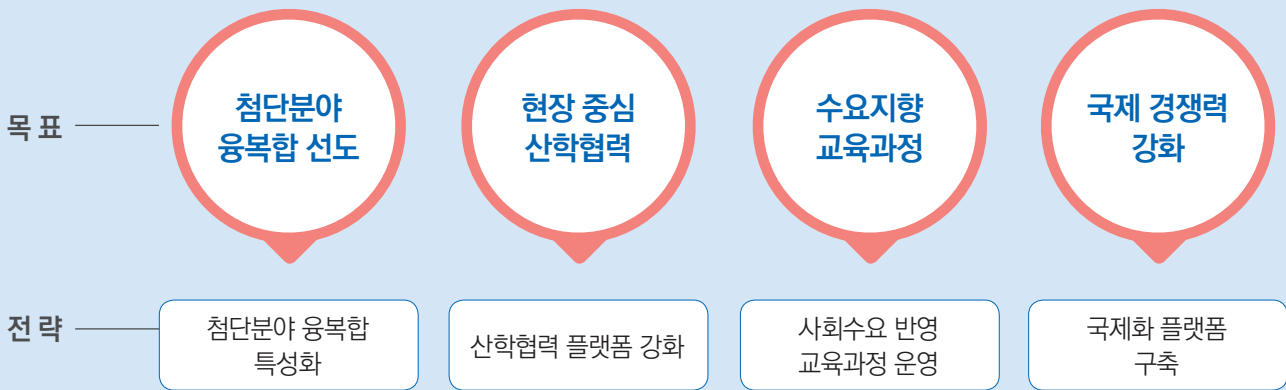 목표
첨단분야
융복합 선도
현장 중심
산학협력
수요지향
교육과정
국제 경쟁력
강화
전략
첨단분야 융복합
특성화
산학협력 플랫폼 강화
사회수요 반영
교육과정 운영
국제화 플랫폼
구축